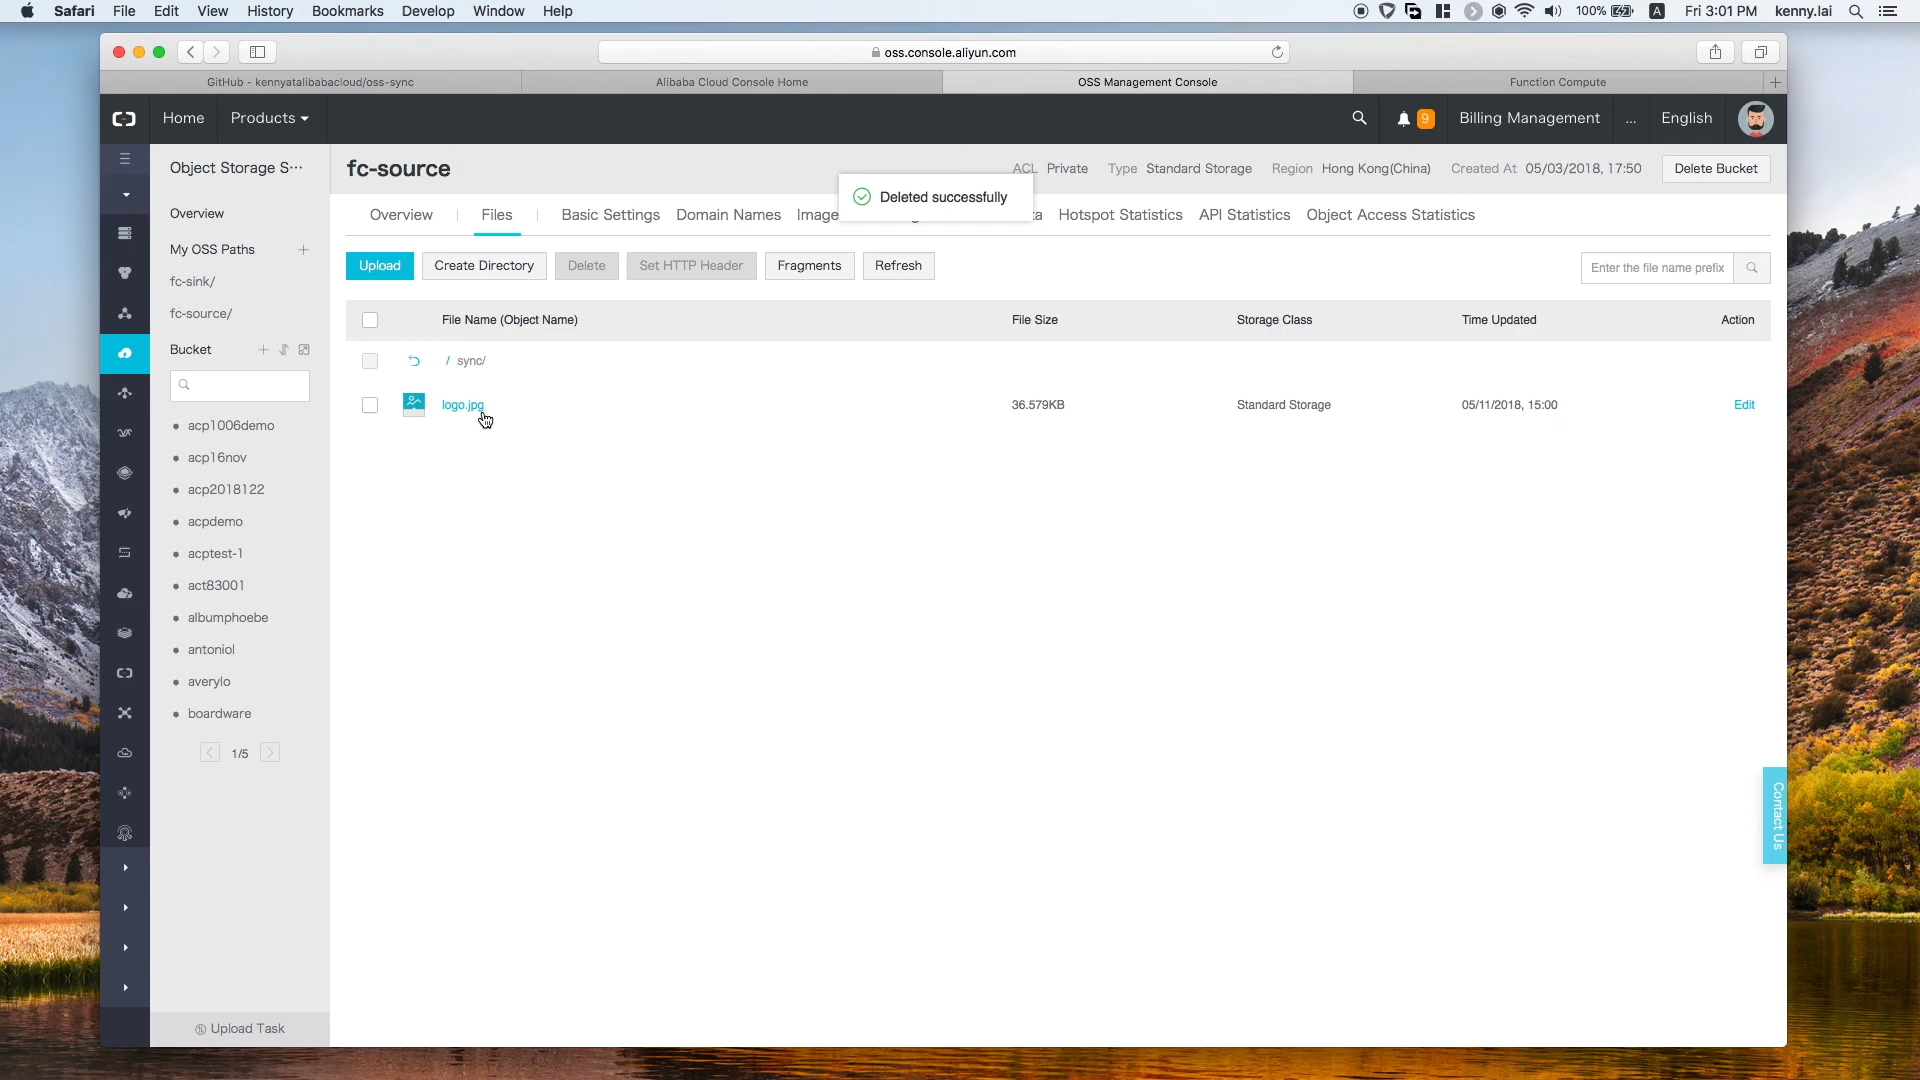 Safari File Edit View History Bookmarks Develop Window Help 100% A Fri 3:01 PM kenny.lai
oss.console.aliyun.com
GitHub - kennyatalibabacloud/oss-sync Alibaba Cloud Console Home OSS Management Console Function Compute
Home Products 9 Billing Management ... English
Object Storage S··· fc-source ACL Private Type Standard Storage Region Hong Kong(China) Created At 05/03/2018, 17:50 Delete Bucket
Deleted successfully
Overview Files Basic Settings Domain Names Image ta Hotspot Statistics API Statistics Object Access Statistics
Overview
My OSS Paths +
fc-sink/
fc-source/
Bucket
acp1006demo
acp16nov
acp2018122
acpdemo
acptest-1
act83001
albumphoebe
antoniol
averylo
boardware
1/5
Upload Task
Upload Create Directory Delete Set HTTP Header Fragments Refresh Enter the file name prefix
File Name (Object Name) File Size Storage Class Time Updated Action
/ sync/
logo.jpg 36.579KB Standard Storage 05/11/2018, 15:00 Edit
Contact Us